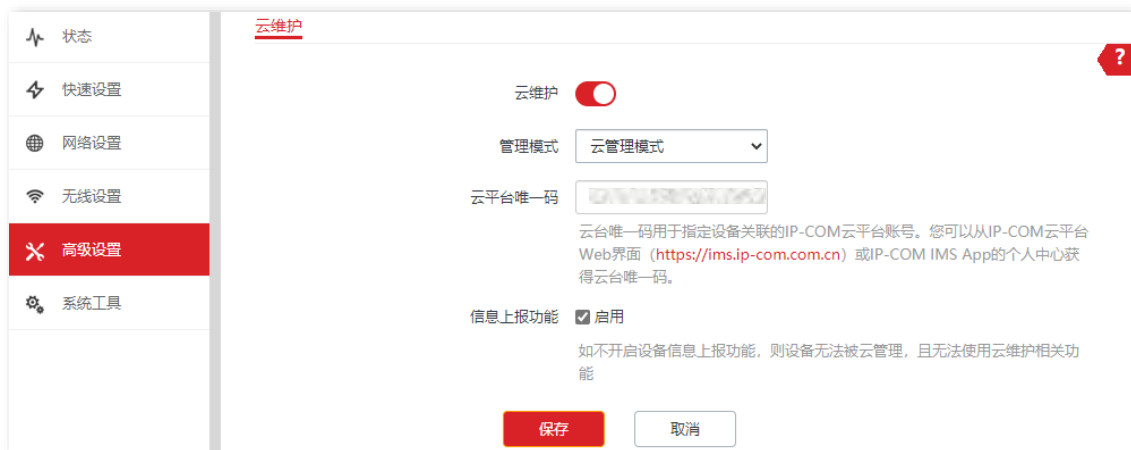 状态
快速设置
网络设置
无线设置
高级设置
系统工具
云维护
?
云维护
管理模式 云管理模式
云平台唯一码
云台唯一码用于指定设备关联的IP-COM云平台账号。您可以从IP-COM云平台
Web界面（https://ims.ip-com.com.cn）或IP-COM IMS App的个人中心获
得云台唯一码。
信息上报功能 启用
如不开启设备信息上报功能，则设备无法被云管理，且无法使用云维护相关功
能
保存 取消